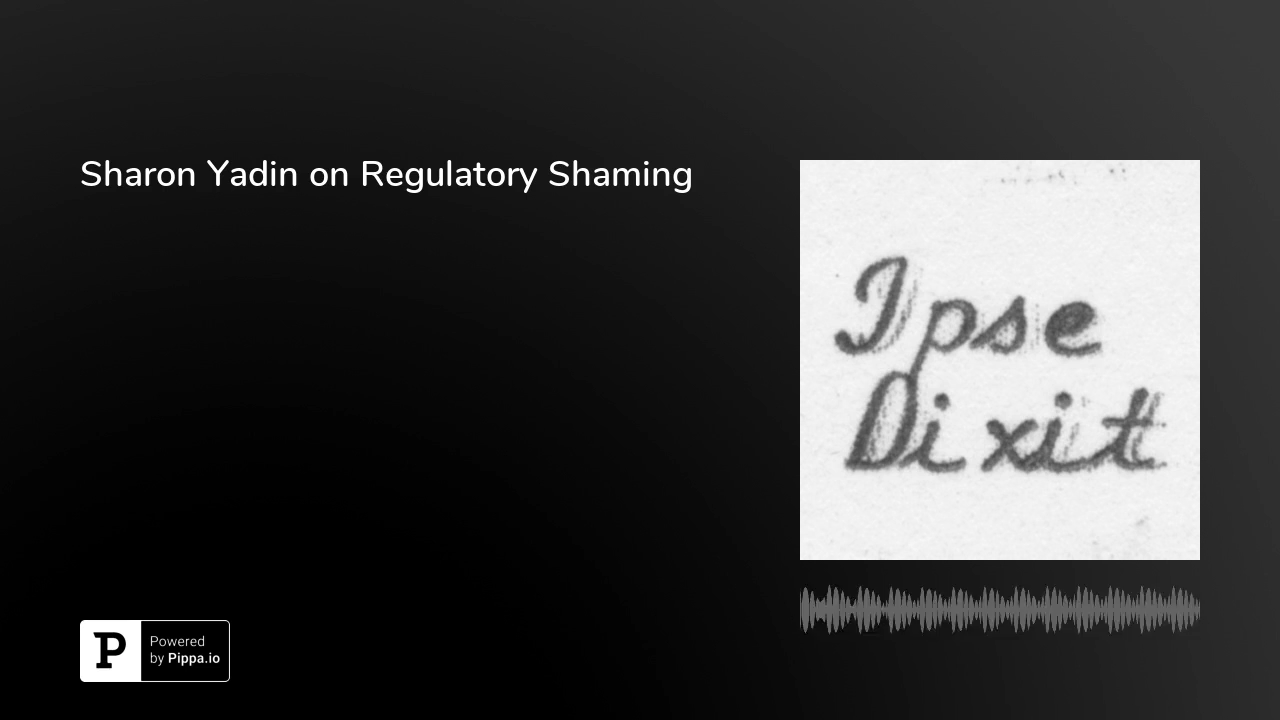 Sharon Yadin on Regulatory Shaming
Ipse
Dixit
P
Powered
by Pippa.io